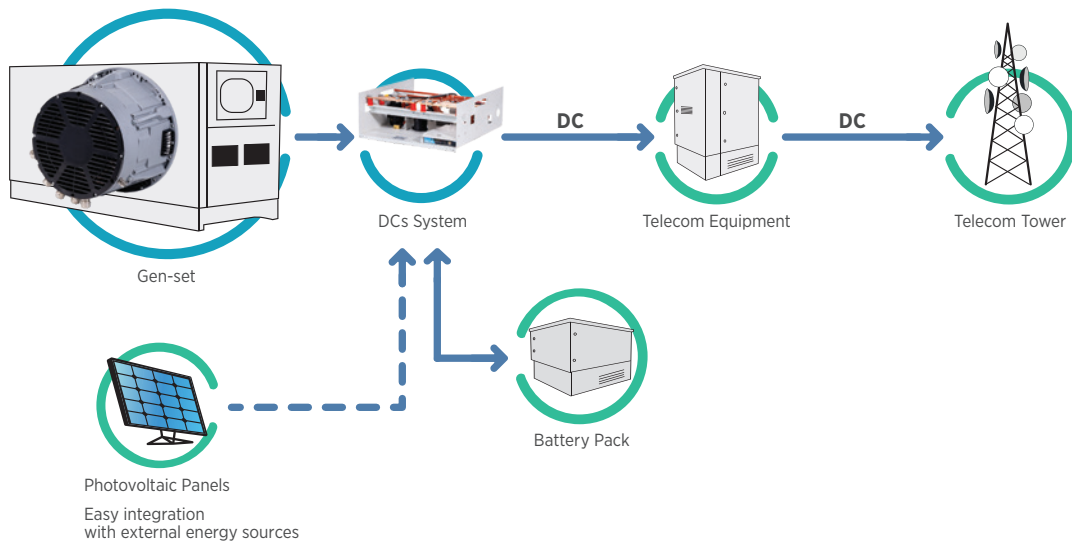 DC
DC
DCs System
Telecom Equipment
Telecom Tower
Gen-set
Battery Pack
Photovoltaic Panels
Easy integration
with external energy sources